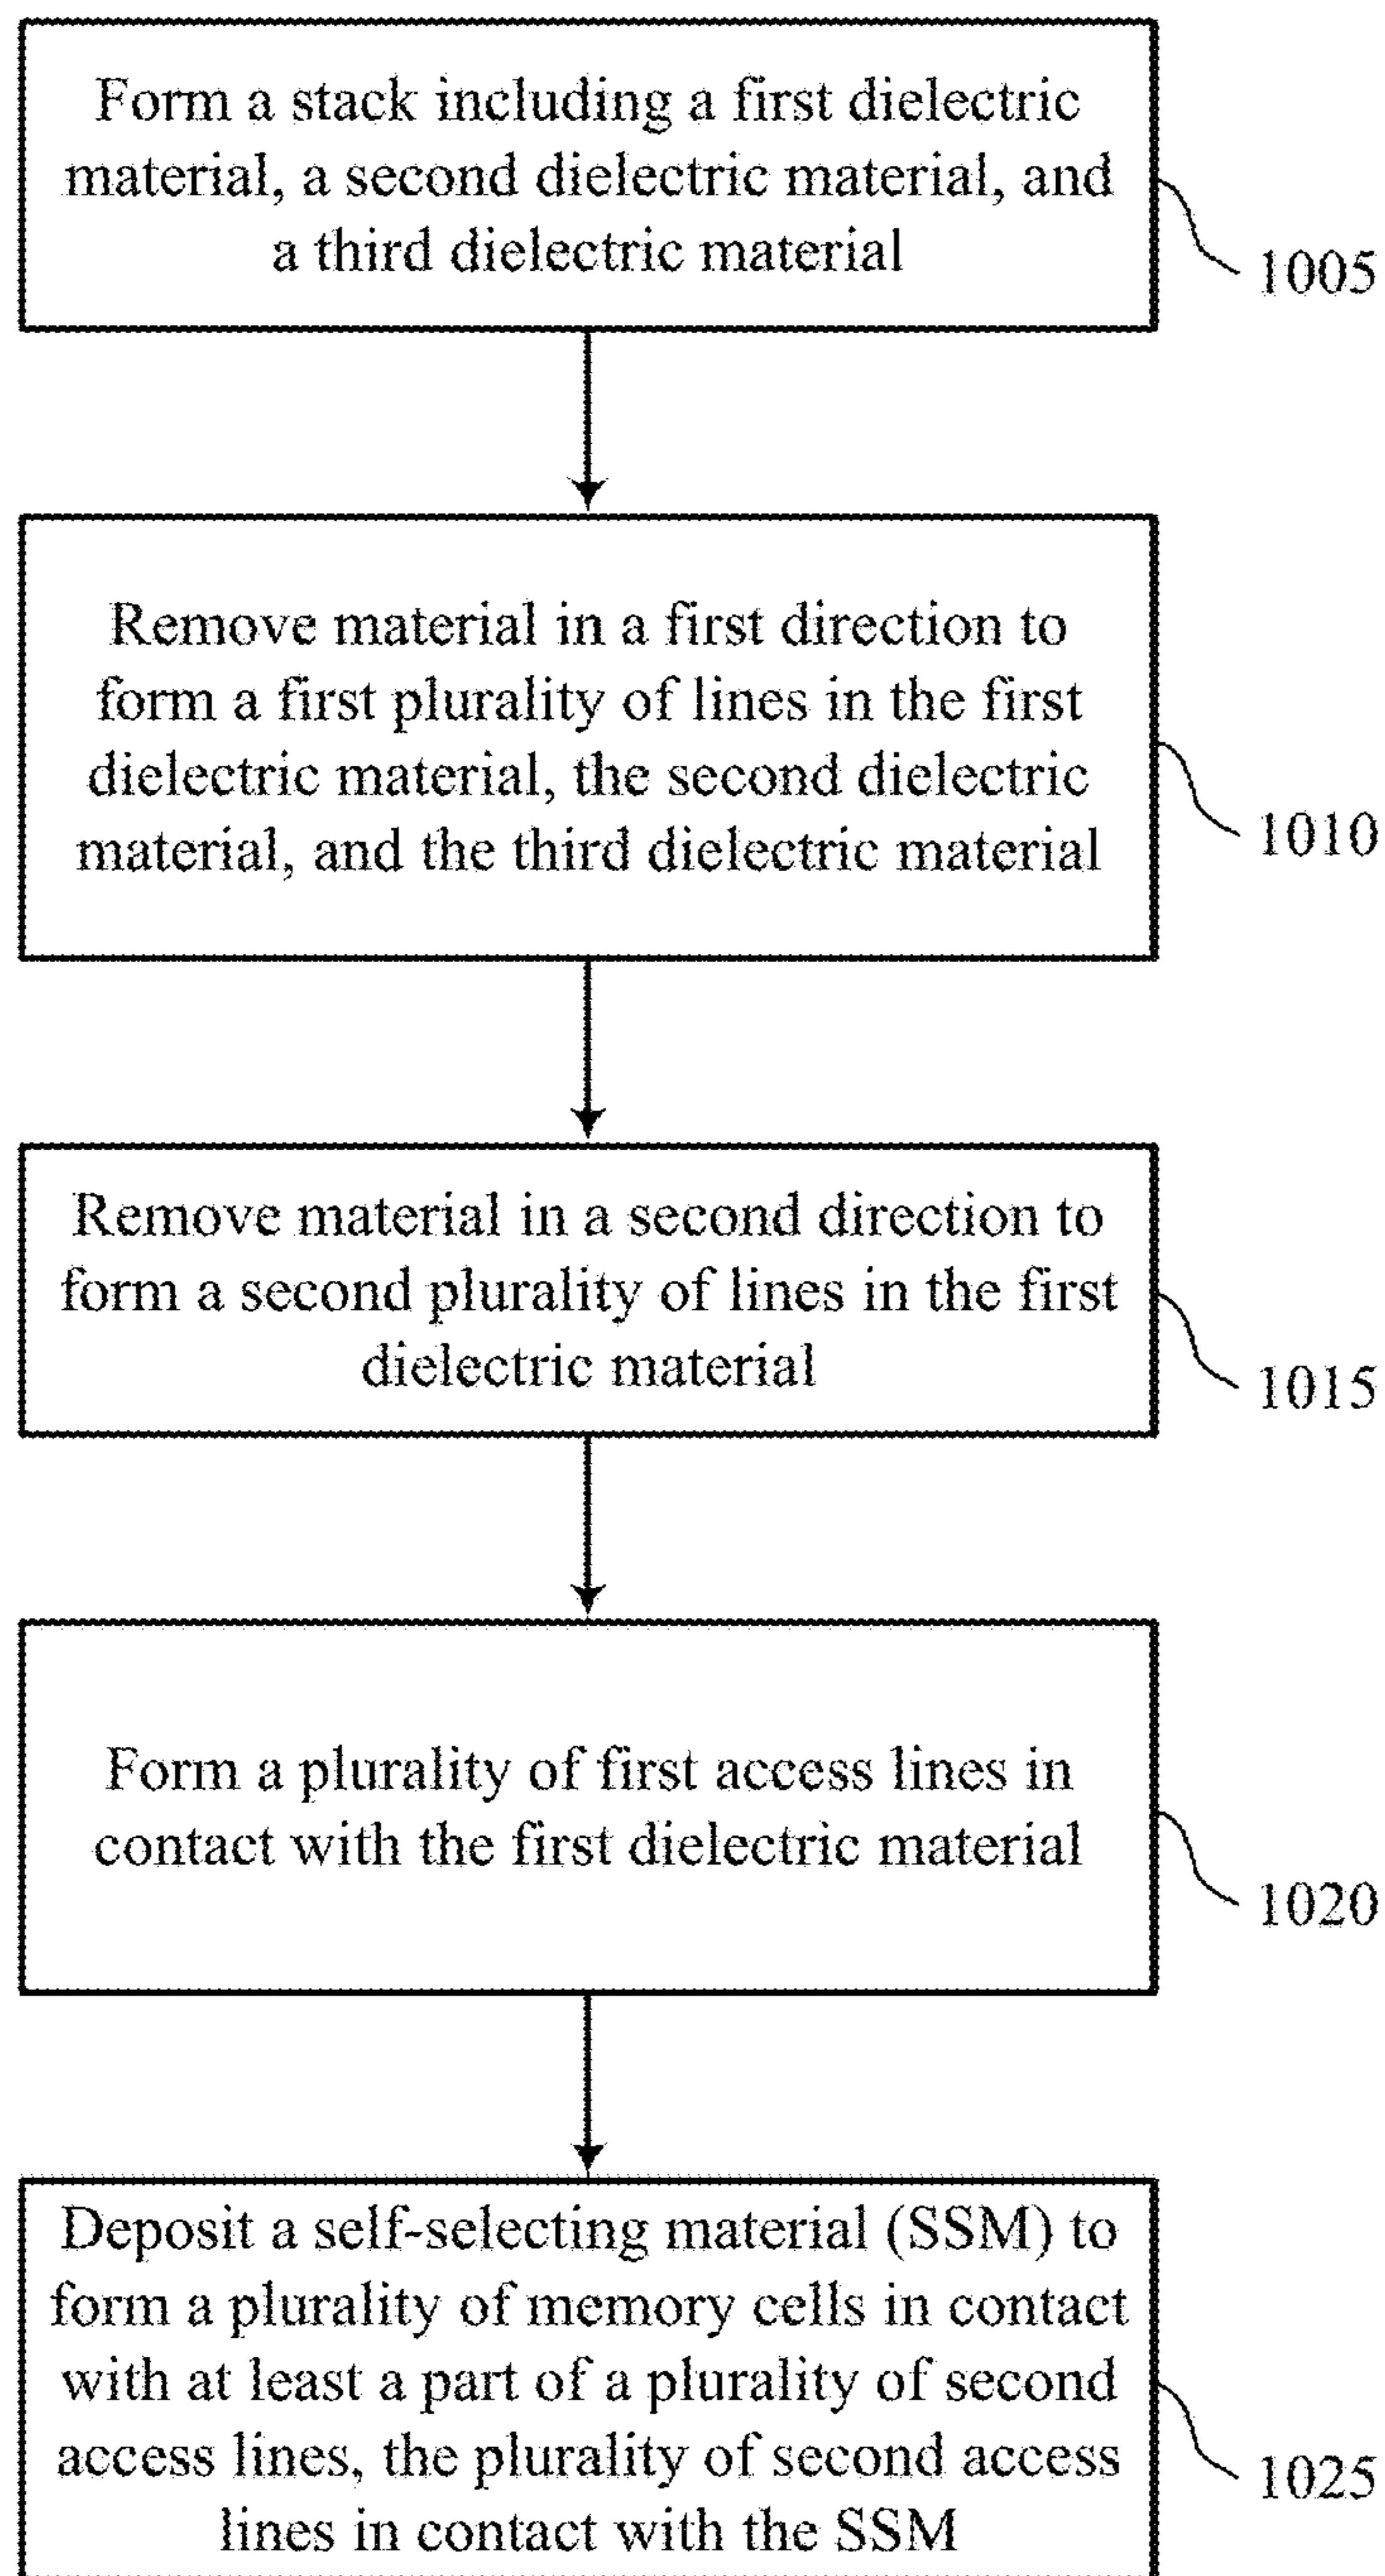 Form a stack including a first dielectric
material, a second dielectric material, and
a third dielectric material
1005
Remove material in a first direction to
form a first plurality of lines in the first
dielectric material, the second dielectric
material, and the third dielectric material
1010
Remove material in a second direction to
form a second plurality of lines in the first
dielectric material
1015
Form a plurality of first access lines in
contact with the first dielectric material
1020
Deposit a self-selecting material (SSM) to
form a plurality of memory cells in contact
with at least a part of a plurality of second
access lines, the plurality of second access
lines in contact with the SSM
1025